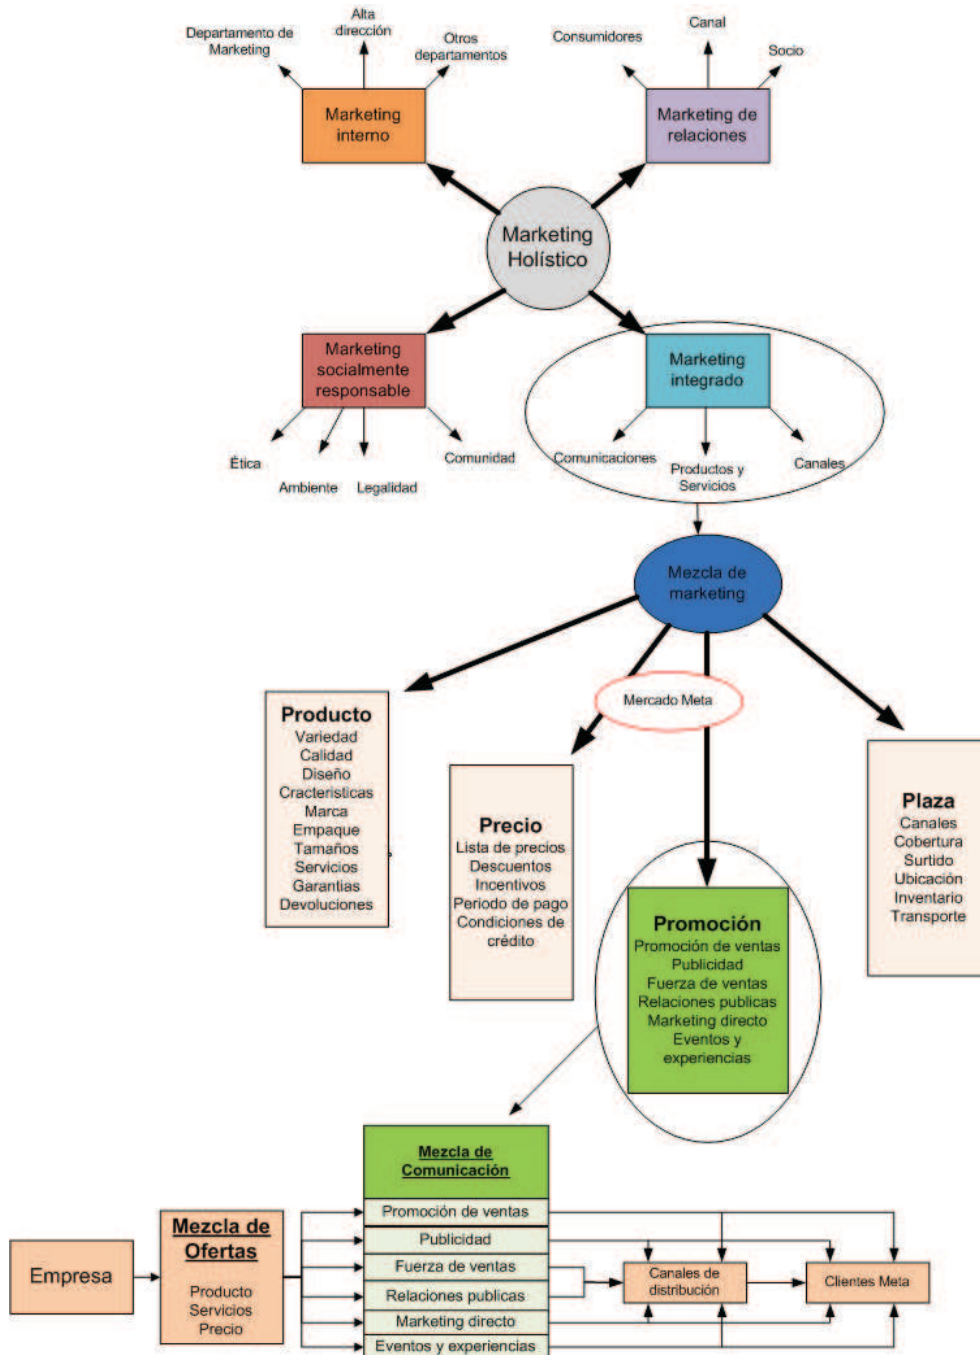 Departamento de
Marketing
Alta
dirección
Otros
departamentos
Consumidores
Canal
Socio
Marketing
interno
Marketing de
relaciones
Marketing
Holístico
Marketing
socialmente
responsable
Marketing
integrado
Ética
Ambiente
Legalidad
Comunidad
Comunicaciones
Productos y
Servicios
Canales
Mezcla de
marketing
Mercado Meta
Producto
Variedad
Calidad
Diseño
Cracteristicas
Marca
Empaque
Tamaños
Servicios
Garantias
Devoluciones
Precio
Lista de precios
Descuentos
Incentivos
Periodo de pago
Condiciones de
crédito
Promoción
Promoción de ventas
Publicidad
Fuerza de ventas
Relaciones publicas
Marketing directo
Eventos y
experiencias
Plaza
Canales
Cobertura
Surtido
Ubicación
Inventario
Transporte
Empresa
Mezcla de
Ofertas
Producto
Servicios
Precio
Mezcla de
Comunicación
Promoción de ventas
Publicidad
Fuerza de ventas
Relaciones publicas
Marketing directo
Eventos y experiencias
Canales de
distribución
Clientes Meta